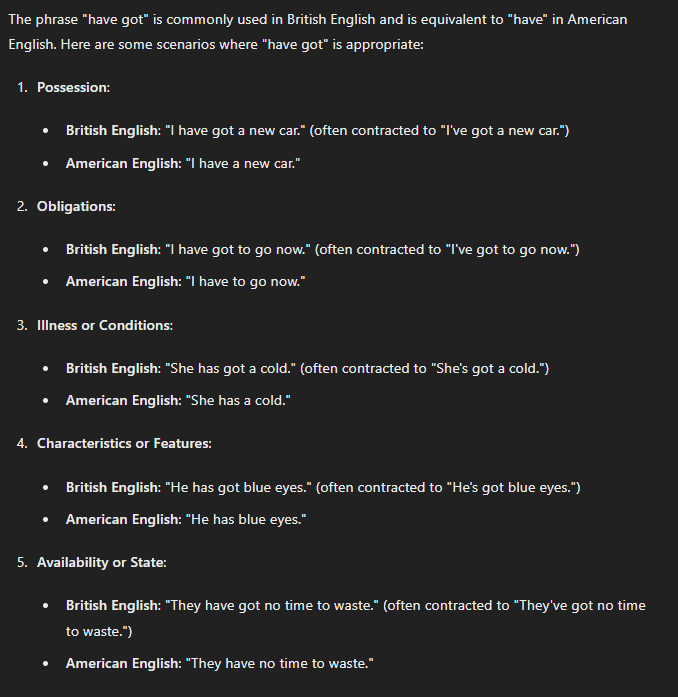 The phrase "have got" is commonly used in British English and is equivalent to "have" in American
English. Here are some scenarios where "have got" is appropriate:
1. Possession:
• British English: "I have got a new car." (often contracted to "I've got a new car.")
• American English: "I have a new car."
2. Obligations:
• British English: "I have got to go now." (often contracted to "I've got to go now.")
• American English: "I have to go now."
3. Illness or Conditions:
• British English: "She has got a cold." (often contracted to "She's got a cold.")
• American English: "She has a cold."
4. Characteristics or Features:
• British English: "He has got blue eyes." (often contracted to "He's got blue eyes.")
• American English: "He has blue eyes."
5. Availability or State:
• British English: "They have got no time to waste." (often contracted to "They've got no time
to waste.")
• American English: "They have no time to waste."